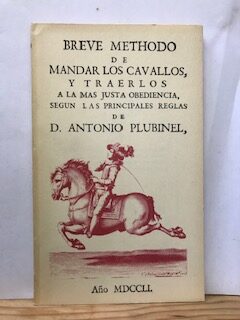 BREVE METHODO
DE
MANDAR LOS CAVALLOS,
Y TRAERLOS
A LA MAS JUSTA OBEDIENCIA,
SEGUN LAS PRINCIPALES REGLAS
DE
D. ANTONIO PLUBINEL,
Año MDCCLI.